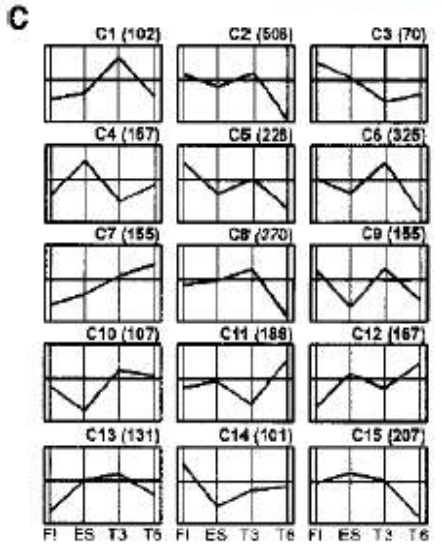 C
C1 (102) C2 (506) C3 (70)
C4 (157) C5 (228) C6 (325)
C7 (155) C8 (270) C9 (155)
C10 (107) C11 (188) C12 (167)
C13 (131) C14 (101) C15 (207)
FI ES T3 T6 FI ES T3 T6 FI ES T3 T6